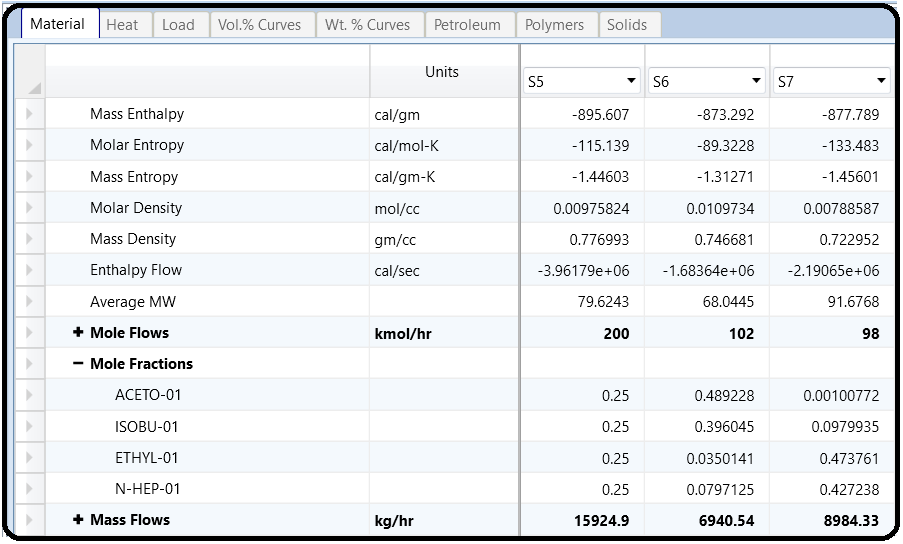 Material Heat Load Vol.% Curves Wt. % Curves Petroleum Polymers Solids
Units S5 S6 S7
Mass Enthalpy cal/gm -895.607 -873.292 -877.789
Molar Entropy cal/mol-K -115.139 -89.3228 -133.483
Mass Entropy cal/gm-K -1.44603 -1.31271 -1.45601
Molar Density mol/cc 0.00975824 0.0109734 0.00788587
Mass Density gm/cc 0.776993 0.746681 0.722952
Enthalpy Flow cal/sec -3.96179e+06 -1.68364e+06 -2.19065e+06
Average MW 79.6243 68.0445 91.6768
+ Mole Flows kmol/hr 200 102 98
− Mole Fractions
ACETO-01 0.25 0.489228 0.00100772
ISOBU-01 0.25 0.396045 0.0979935
ETHYL-01 0.25 0.0350141 0.473761
N-HEP-01 0.25 0.0797125 0.427238
+ Mass Flows kg/hr 15924.9 6940.54 8984.33